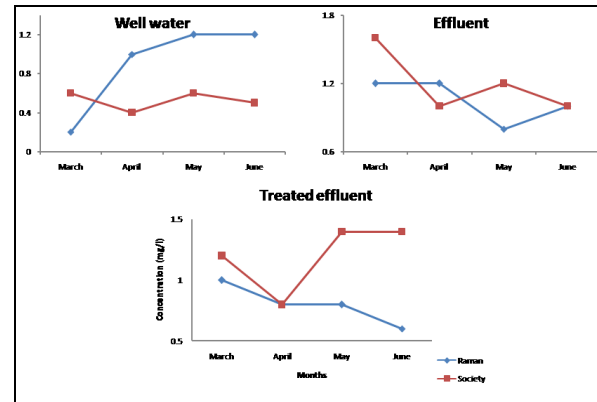 Well water
1.2
0.8
0.4
0
March April May June
Effluent
1.8
1.2
0.6
March April May June
Treated effluent
1.5
1
0.5
Concentration (mg/l)
March April May June
Months
Raman
Society